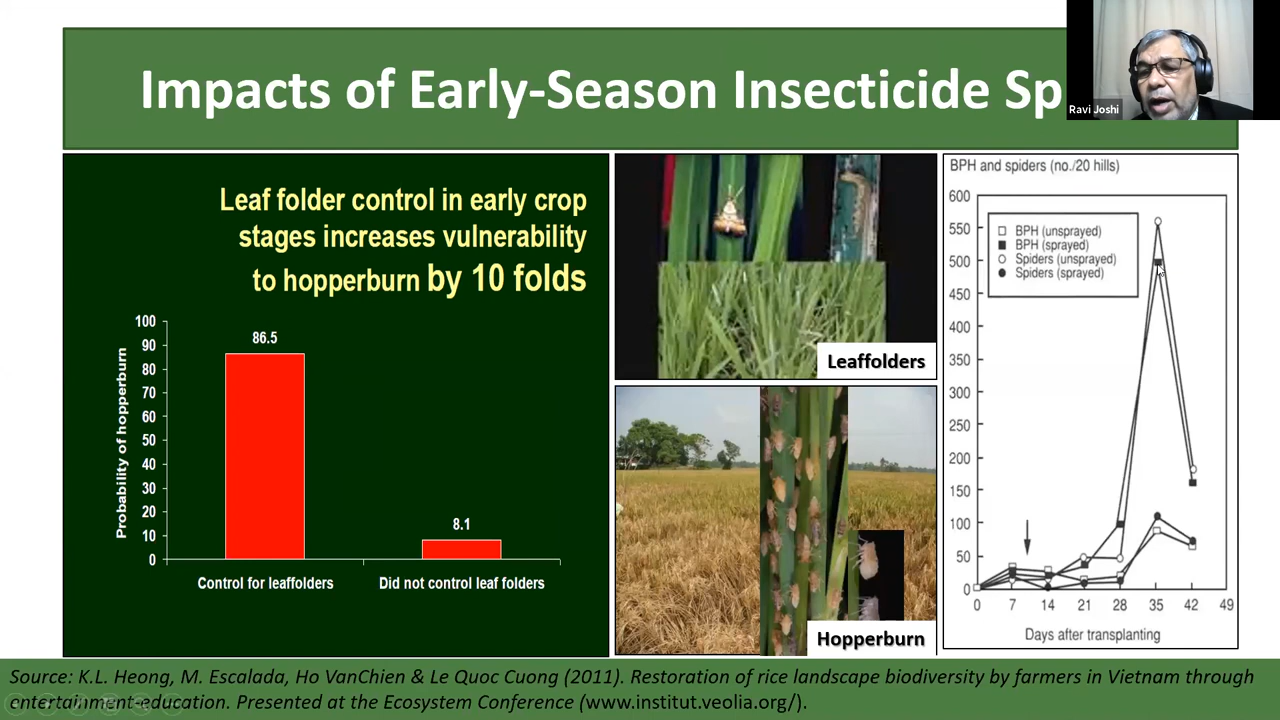 Impacts of Early-Season Insecticide Sp
Ravi Joshi
Leaf folder control in early crop
stages increases vulnerability
to hopperburn by 10 folds
Probability of hopperburn
100
90
80
70
60
50
40
30
20
10
0
86.5
8.1
Control for leaffolders
Did not control leaf folders
Leaffolders
Hopperburn
BPH and spiders (no./20 hills)
600
550
500
450
400
350
300
250
200
150
100
50
0
BPH (unsprayed)
BPH (sprayed)
Spiders (unsprayed)
Spiders (sprayed)
0 7 14 21 28 35 42 49
Days after transplanting
Source: K.L. Heong, M. Escalada, Ho VanChien & Le Quoc Cuong (2011). Restoration of rice landscape biodiversity by farmers in Vietnam through
entertainment-education. Presented at the Ecosystem Conference (www.institut.veolia.org/).